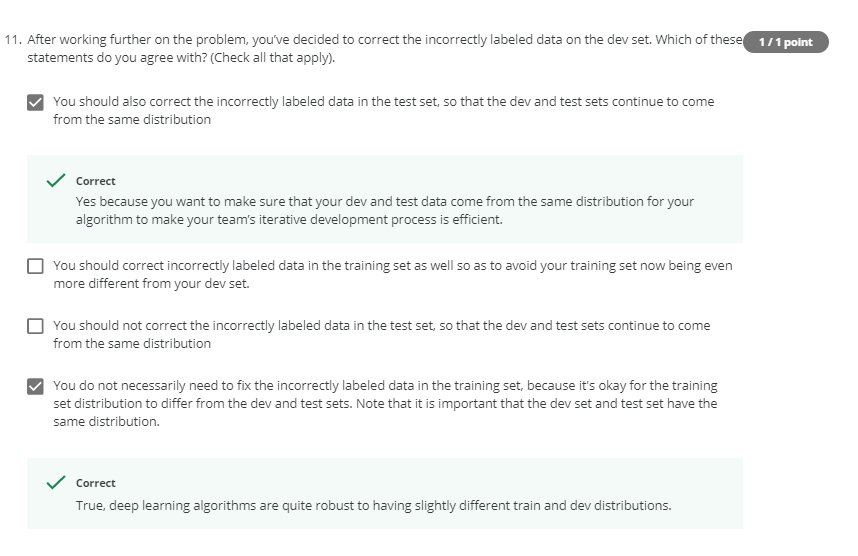 11. After working further on the problem, you've decided to correct the incorrectly labeled data on the dev set. Which of these
1 / 1 point
statements do you agree with? (Check all that apply).
You should also correct the incorrectly labeled data in the test set, so that the dev and test sets continue to come
from the same distribution
Correct
Yes because you want to make sure that your dev and test data come from the same distribution for your
algorithm to make your team's iterative development process is efficient.
You should correct incorrectly labeled data in the training set as well so as to avoid your training set now being even
more different from your dev set.
You should not correct the incorrectly labeled data in the test set, so that the dev and test sets continue to come
from the same distribution
You do not necessarily need to fix the incorrectly labeled data in the training set, because it's okay for the training
set distribution to differ from the dev and test sets. Note that it is important that the dev set and test set have the
same distribution.
Correct
True, deep learning algorithms are quite robust to having slightly different train and dev distributions.